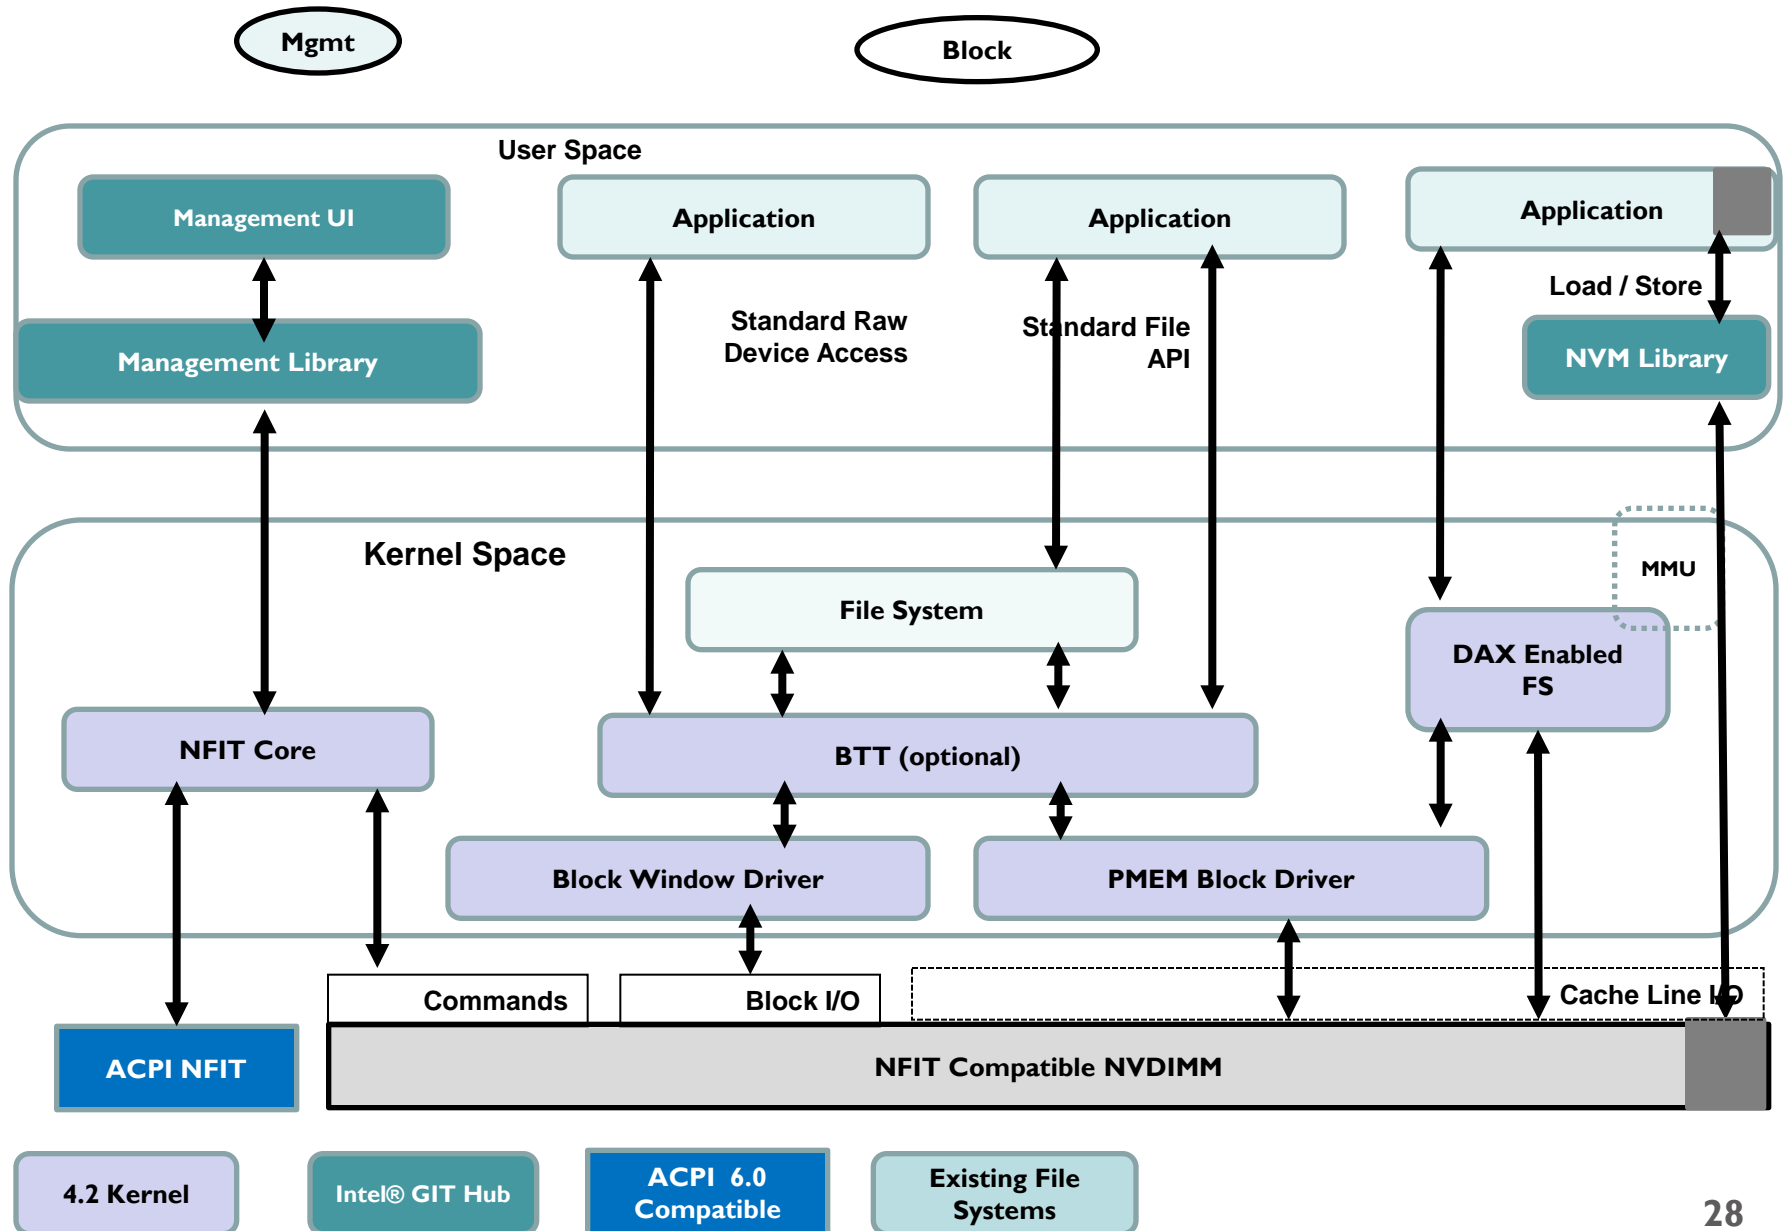 Mgmt
Block
User Space
Management UI
Application
Application
Application
Load / Store
Standard Raw
Device Access
Standard File
API
Management Library
NVM Library
Kernel Space
MMU
File System
DAX Enabled
FS
NFIT Core
BTT (optional)
Block Window Driver
PMEM Block Driver
Commands
Block I/O
Cache Line I/O
ACPI NFIT
NFIT Compatible NVDIMM
4.2 Kernel
Intel® GIT Hub
ACPI 6.0
Compatible
Existing File
Systems
28